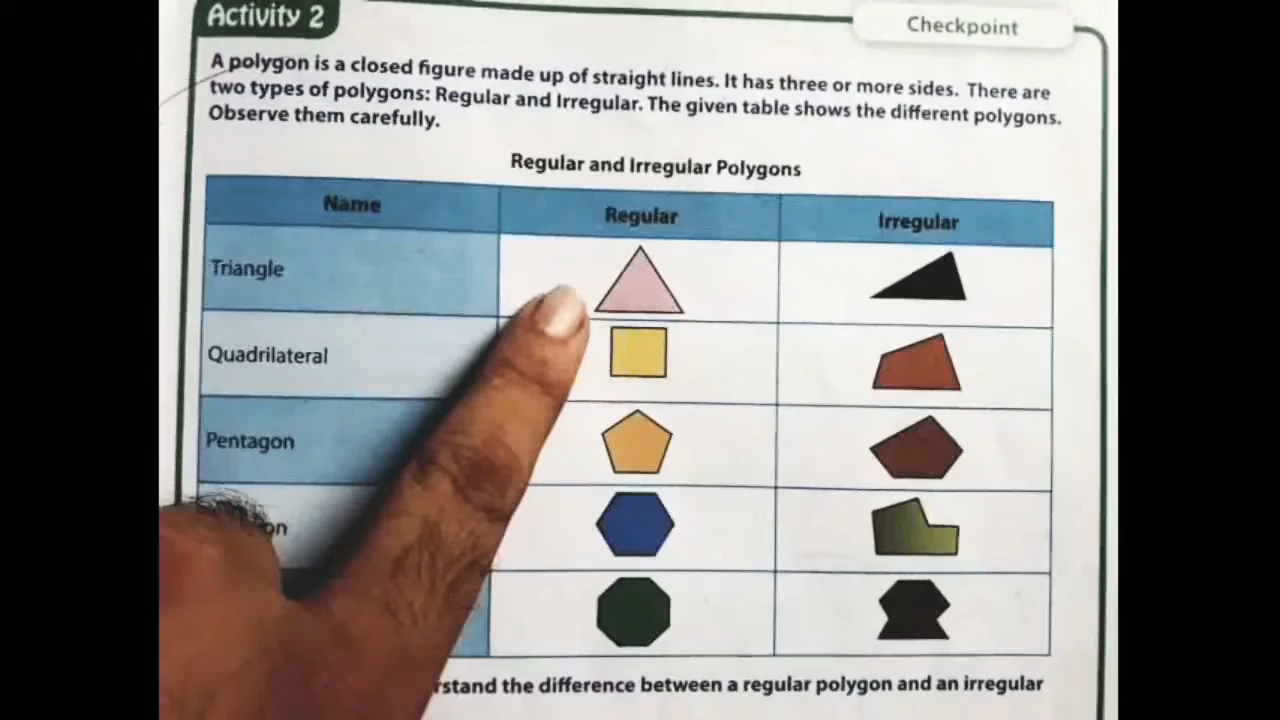 Activity 2
Checkpoint
A polygon is a closed figure made up of straight lines. It has three or more sides. There are
two types of polygons: Regular and Irregular. The given table shows the different polygons.
Observe them carefully.
Regular and Irregular Polygons
Name Regular Irregular
Triangle
Quadrilateral
Pentagon
the difference between a regular polygon and an irregular